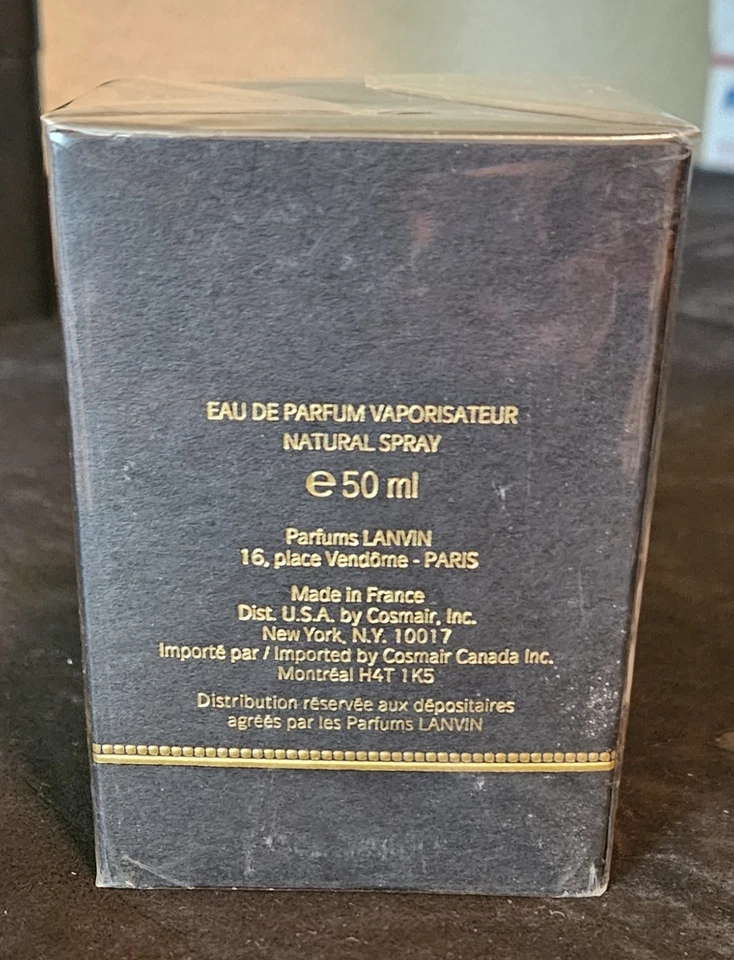 EAU DE PARFUM VAPORISATEUR
NATURAL SPRAY
℮ 50 ml
Parfums LANVIN
16, place Vendôme - PARIS
Made in France
Dist. U.S.A. by Cosmair, Inc.
New York, N.Y. 10017
Importé par / Imported by Cosmair Canada Inc.
Montréal H4T 1K5
Distribution réservée aux dépositaires
agréés par les Parfums LANVIN